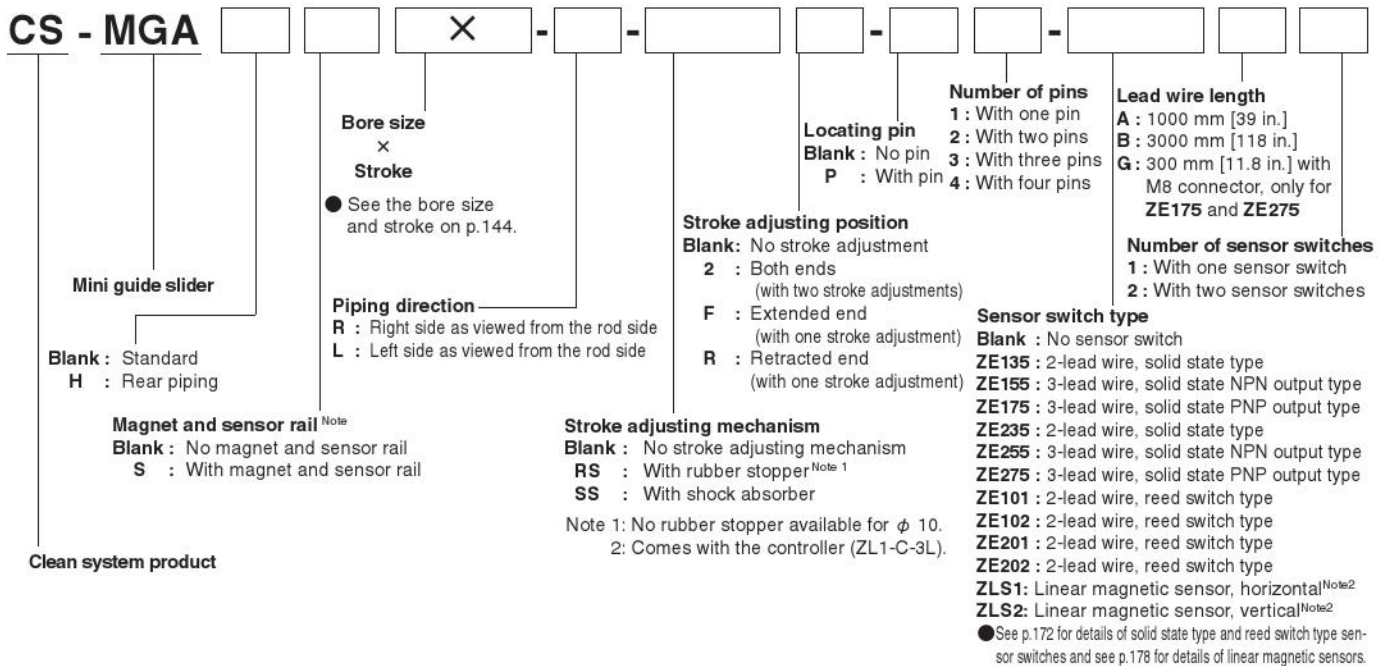 CS - MGA × - - - -
Number of pins
1 : With one pin
2 : With two pins
3 : With three pins
4 : With four pins
Lead wire length
A : 1000 mm [39 in.]
B : 3000 mm [118 in.]
G : 300 mm [11.8 in.] with
M8 connector, only for
ZE175 and ZE275
Bore size
×
Stroke
● See the bore size
and stroke on p.144.
Locating pin
Blank : No pin
P : With pin
Stroke adjusting position
Blank : No stroke adjustment
2 : Both ends
(with two stroke adjustments)
F : Extended end
(with one stroke adjustment)
R : Retracted end
(with one stroke adjustment)
Number of sensor switches
1 : With one sensor switch
2 : With two sensor switches
Mini guide slider
Piping direction
R : Right side as viewed from the rod side
L : Left side as viewed from the rod side
Sensor switch type
Blank : No sensor switch
ZE135 : 2-lead wire, solid state type
ZE155 : 3-lead wire, solid state NPN output type
ZE175 : 3-lead wire, solid state PNP output type
ZE235 : 2-lead wire, solid state type
ZE255 : 3-lead wire, solid state NPN output type
ZE275 : 3-lead wire, solid state PNP output type
ZE101 : 2-lead wire, reed switch type
ZE102 : 2-lead wire, reed switch type
ZE201 : 2-lead wire, reed switch type
ZE202 : 2-lead wire, reed switch type
ZLS1: Linear magnetic sensor, horizontal Note2
ZLS2: Linear magnetic sensor, vertical Note2
● See p.172 for details of solid state type and reed switch type sen-
sor switches and see p.178 for details of linear magnetic sensors.
Blank : Standard
H : Rear piping
Magnet and sensor rail Note
Blank : No magnet and sensor rail
S : With magnet and sensor rail
Stroke adjusting mechanism
Blank : No stroke adjusting mechanism
RS : With rubber stopper Note 1
SS : With shock absorber
Note 1: No rubber stopper available for φ 10.
2: Comes with the controller (ZL1-C-3L).
Clean system product